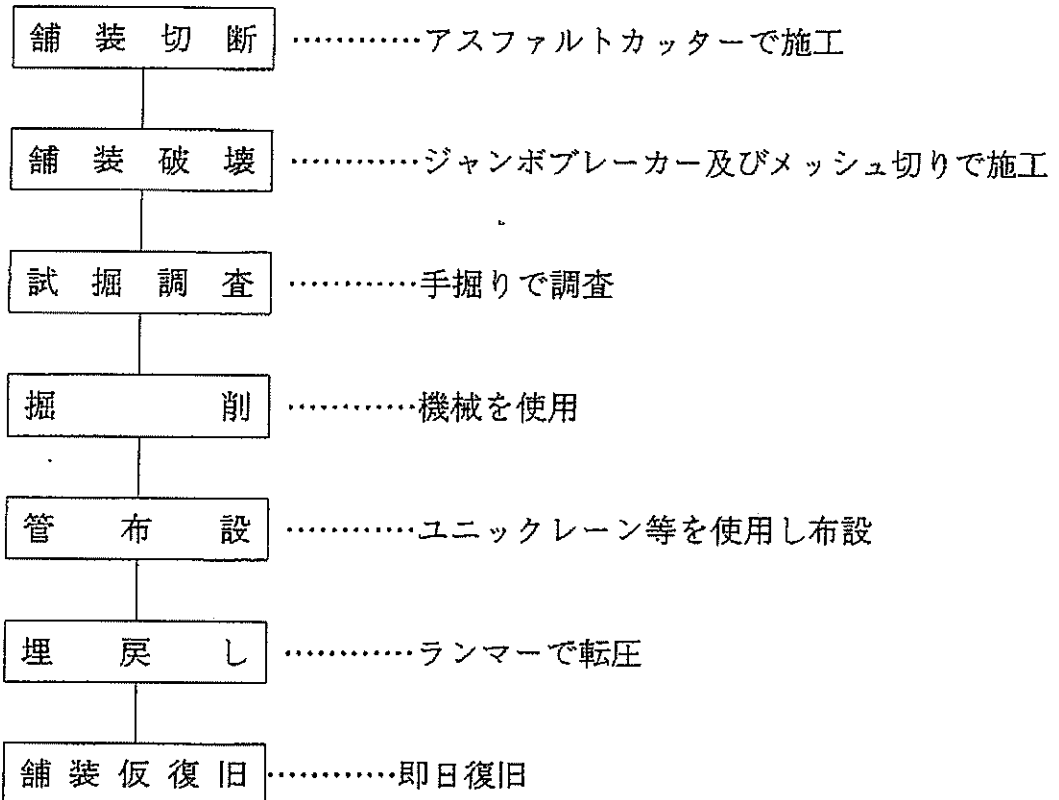 舗装切断…………アスファルトカッターで施工
舗装破壊…………ジャンボブレーカー及びメッシュ切りで施工
試掘調査…………手掘りで調査
掘削…………機械を使用
管布設…………ユニックレーン等を使用し布設
埋戻し…………ランマーで転圧
舗装仮復旧…………即日復旧